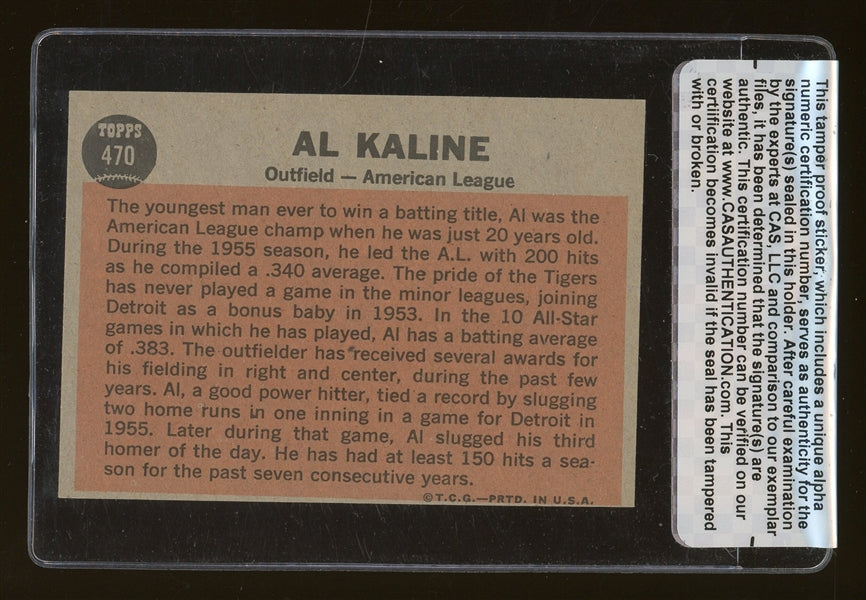 TOPPS
470
AL KALINE
Outfield — American League
The youngest man ever to win a batting title, Al was the
American League champ when he was just 20 years old.
During the 1955 season, he led the A.L. with 200 hits
as he compiled a .340 average. The pride of the Tigers
has never played a game in the minor leagues, joining
Detroit as a bonus baby in 1953. In the 10 All-Star
games in which he has played, Al has a batting average
of .383. The outfielder has received several awards for
his fielding in right and center, during the past few
years. Al, a good power hitter, tied a record by slugging
two home runs in one inning in a game for Detroit in
1955. Later during that game, Al slugged his third
homer of the day. He has had at least 150 hits a sea-
son for the past seven consecutive years.
©T.C.G.—PRTD. IN U.S.A.
This tamper proof sticker, which includes a unique alpha
numeric certification number, serves as authenticity for the
signature(s) sealed in this holder. After careful examination
by the experts at CAS, LLC and comparison to our exemplar
files, it has been determined that the signature(s) are
authentic. This certification number can be verified on our
website at www.CASAUTHENTICATION.com. This
certification becomes invalid if the seal has been tampered
with or broken.